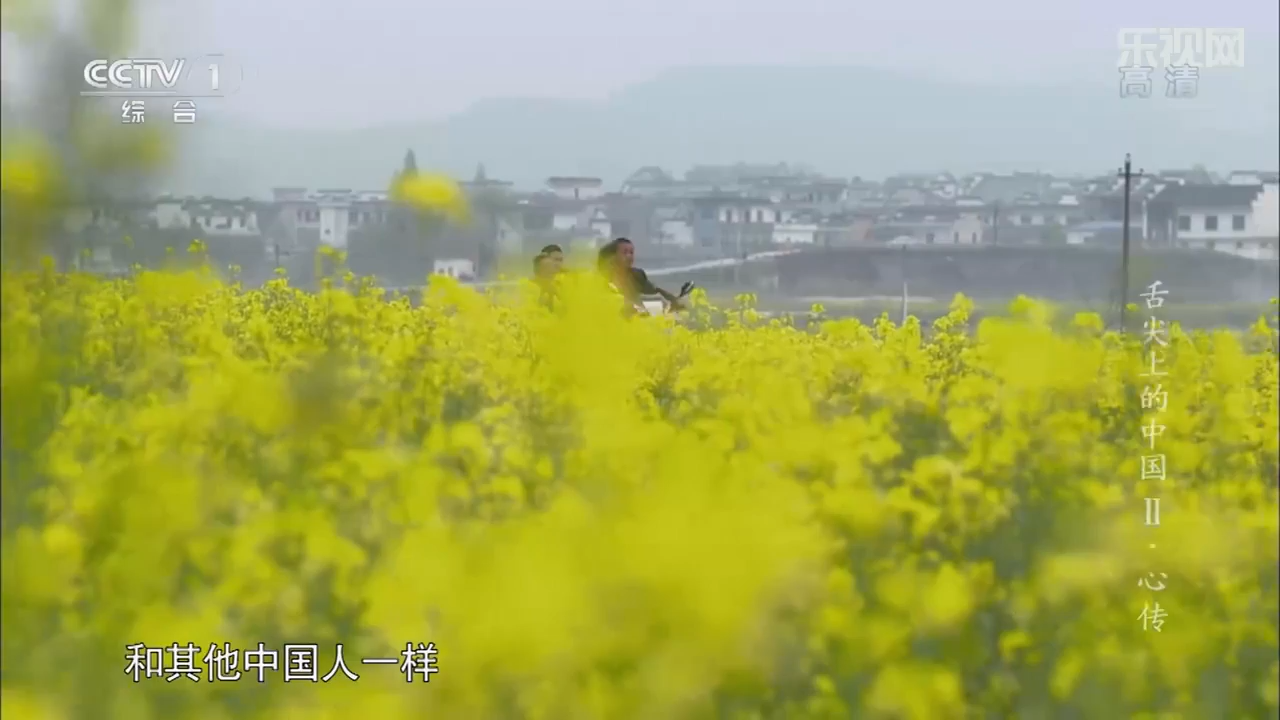 CCTV 1
综合
乐视网
高清
舌尖上的中国Ⅱ·心传
和其他中国人一样